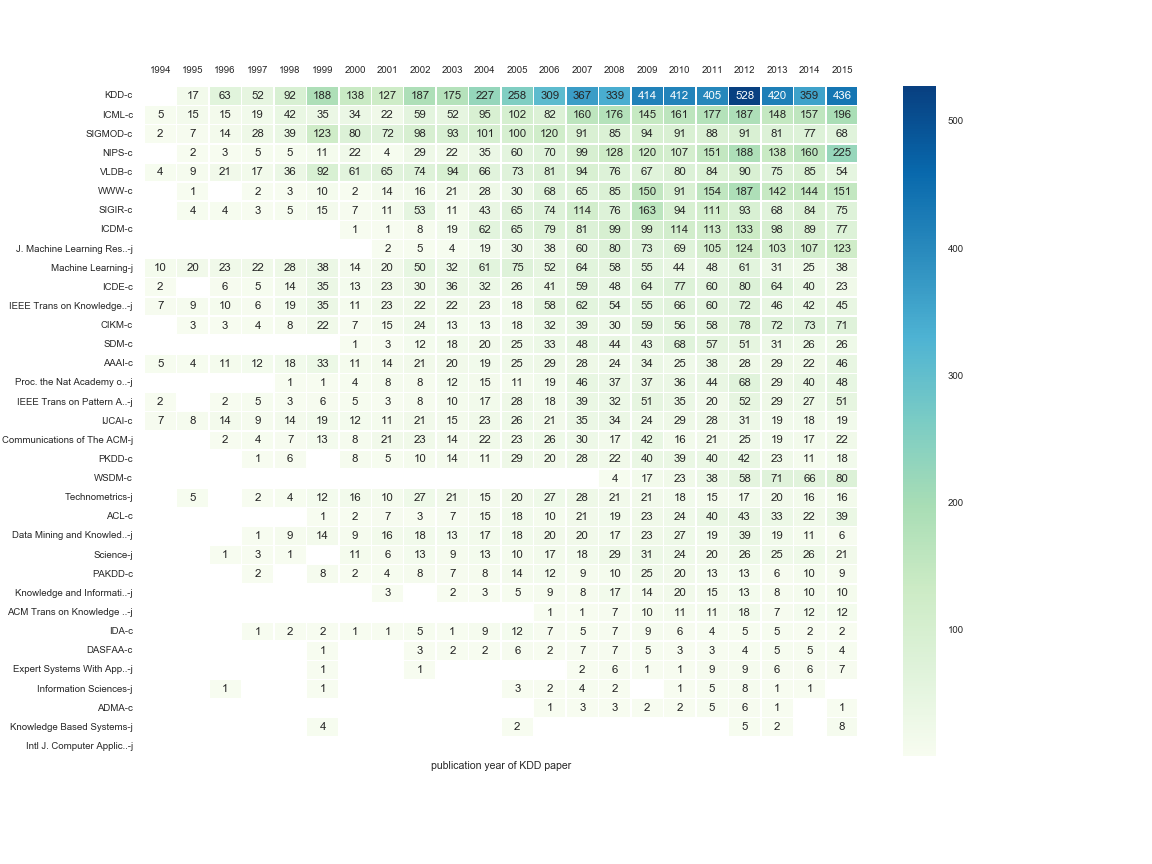 1994 1995 1996 1997 1998 1999 2000 2001 2002 2003 2004 2005 2006 2007 2008 2009 2010 2011 2012 2013 2014 2015
KDD-c 17 63 52 92 188 138 127 187 175 227 258 309 367 339 414 412 405 528 420 359 436
ICML-c 5 15 15 19 42 35 34 22 59 52 95 102 82 160 176 145 161 177 187 148 157 196
500
SIGMOD-c 2 7 14 28 39 123 80 72 98 93 101 100 120 91 85 94 91 88 91 81 77 68
NIPS-c 2 3 5 5 11 22 4 29 22 35 60 70 99 128 120 107 151 188 138 160 225
VLDB-c 4 9 21 17 36 92 61 65 74 94 66 73 81 94 76 67 80 84 90 75 85 54
WWW-c 1 2 3 10 2 14 16 21 28 30 68 65 85 150 91 154 187 142 144 151
SIGIR-c 4 4 3 5 15 7 11 53 11 43 65 74 114 76 163 94 111 93 68 84 75
ICDM-c 1 1 8 19 62 65 79 81 99 99 114 113 133 98 89 77
J. Machine Learning Res..-j 2 5 4 19 30 38 60 80 73 69 105 124 103 107 123
400
Machine Learning-j 10 20 23 22 28 38 14 20 50 32 61 75 52 64 58 55 44 48 61 31 25 38
ICDE-c 2 6 5 14 35 13 23 30 36 32 26 41 59 48 64 77 60 80 64 40 23
IEEE Trans on Knowledge..-j 7 9 10 6 19 35 11 23 22 22 23 18 58 62 54 55 66 60 72 46 42 45
CIKM-c 3 3 4 8 22 7 15 24 13 13 18 32 39 30 59 56 58 78 72 73 71
SDM-c 1 3 12 18 20 25 33 48 44 43 68 57 51 31 26 26
AAAI-c 5 4 11 12 18 33 11 14 21 20 19 25 29 28 24 34 25 38 28 29 22 46
300
Proc. the Nat Academy o..-j 1 1 4 8 8 12 15 11 19 46 37 37 36 44 68 29 40 48
IEEE Trans on Pattern A..-j 2 2 5 3 6 5 3 8 10 17 28 18 39 32 51 35 20 52 29 27 51
IJCAI-c 7 8 14 9 14 19 12 11 21 15 23 26 21 35 34 24 29 28 31 19 18 19
Communications of The ACM-j 2 4 7 13 8 21 23 14 22 23 26 30 17 42 16 21 25 19 17 22
PKDD-c 1 6 8 5 10 14 11 29 20 28 22 40 39 40 42 23 11 18
WSDM-c 4 17 23 38 58 71 66 80
Technometrics-j 5 2 4 12 16 10 27 21 15 20 27 28 21 21 18 15 17 20 16 16
200
ACL-c 1 2 7 3 7 15 18 10 21 19 23 24 40 43 33 22 39
Data Mining and Knowled..-j 1 9 14 9 16 18 13 17 18 20 20 17 23 27 19 39 19 11 6
Science-j 1 3 1 11 6 13 9 13 10 17 18 29 31 24 20 26 25 26 21
PAKDD-c 2 8 2 4 8 7 8 14 12 9 10 25 20 13 13 6 10 9
Knowledge and Informati..-j 3 2 3 5 9 8 17 14 20 15 13 8 10 10
ACM Trans on Knowledge ..-j 1 1 7 10 11 11 18 7 12 12
IDA-c 1 2 2 1 1 5 1 9 12 7 5 7 9 6 4 5 5 2 2
100
DASFAA-c 1 3 2 2 6 2 7 7 5 3 3 4 5 5 4
Expert Systems With App..-j 1 1 2 6 1 1 9 9 6 6 7
Information Sciences-j 1 1 3 2 4 2 1 5 8 1 1
ADMA-c 1 3 3 2 2 5 6 1 1
Knowledge Based Systems-j 4 2 5 2 8
Intl J. Computer Applic..-j
publication year of KDD paper